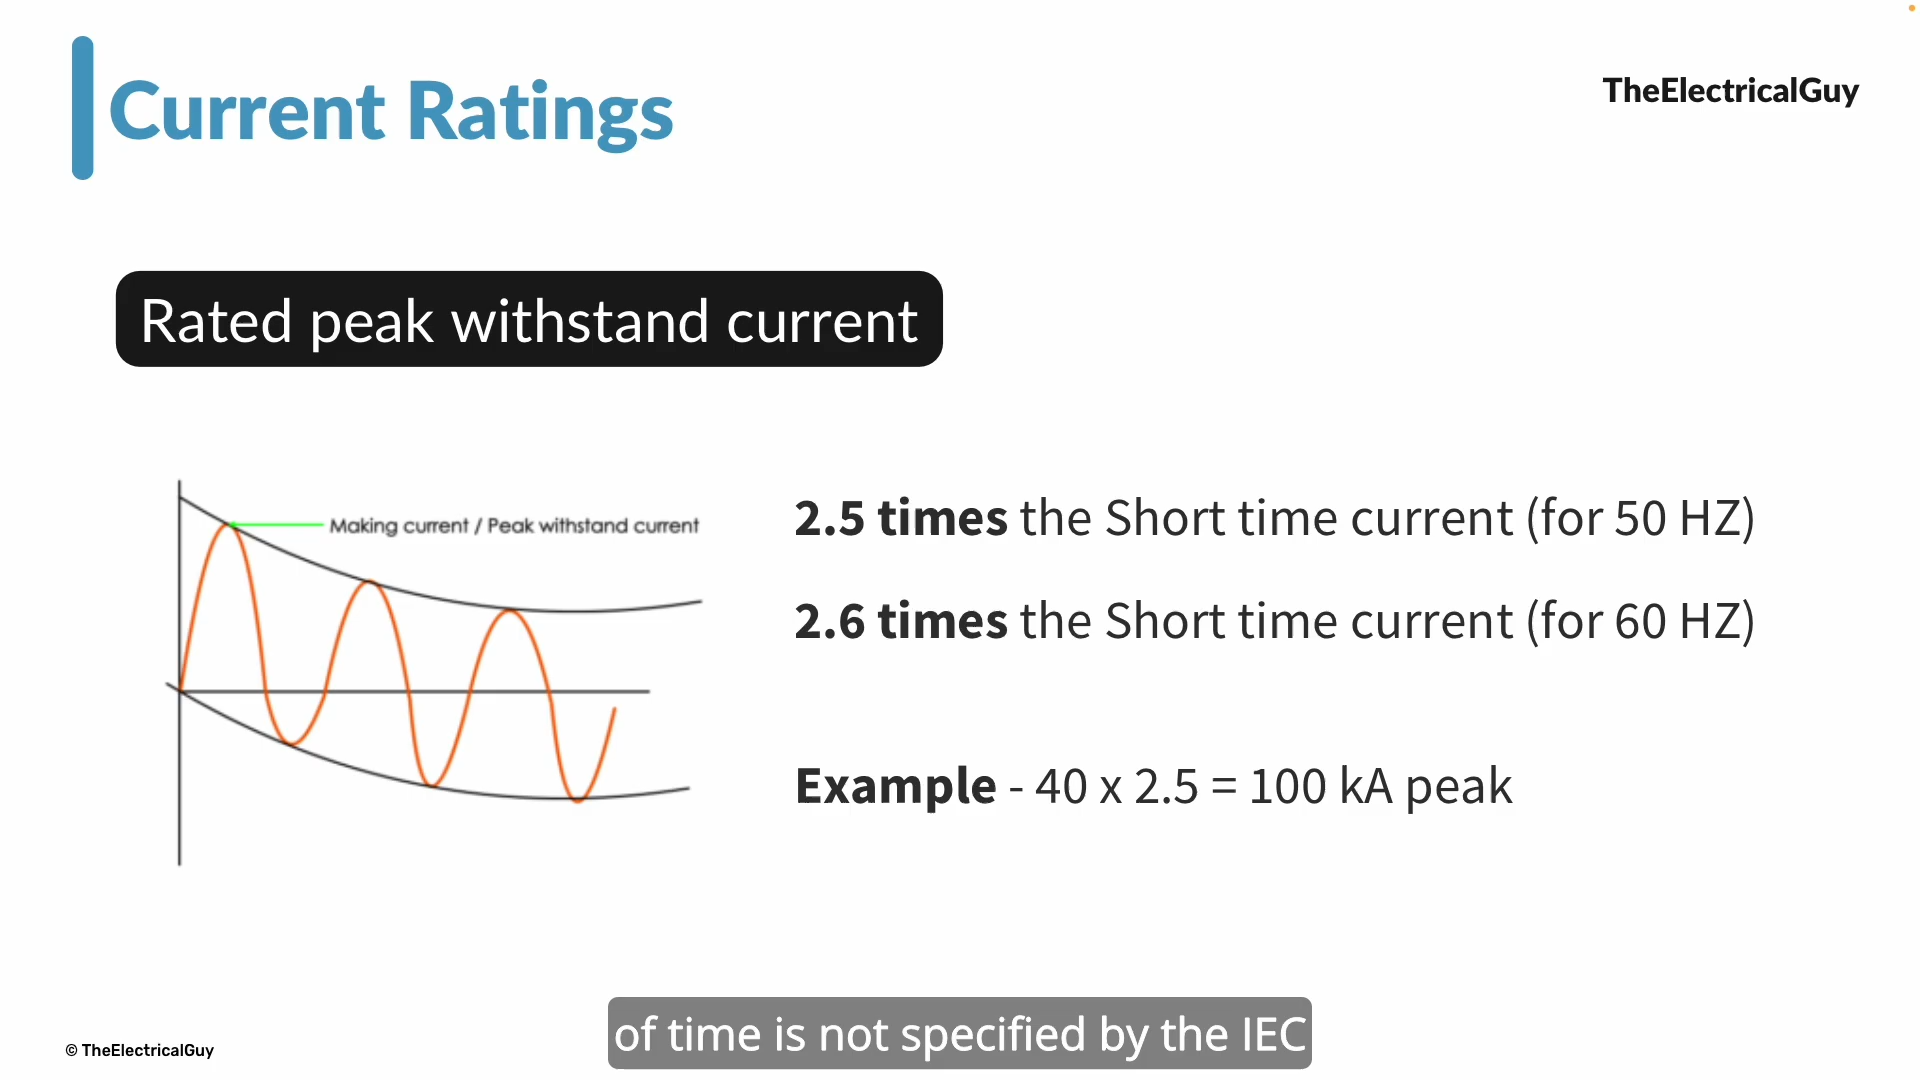 Current Ratings
TheElectricalGuy
Rated peak withstand current
Making current / Peak withstand current
2.5 times the Short time current (for 50 HZ)
2.6 times the Short time current (for 60 HZ)
Example - 40 x 2.5 = 100 kA peak
of time is not specified by the IEC
© TheElectricalGuy